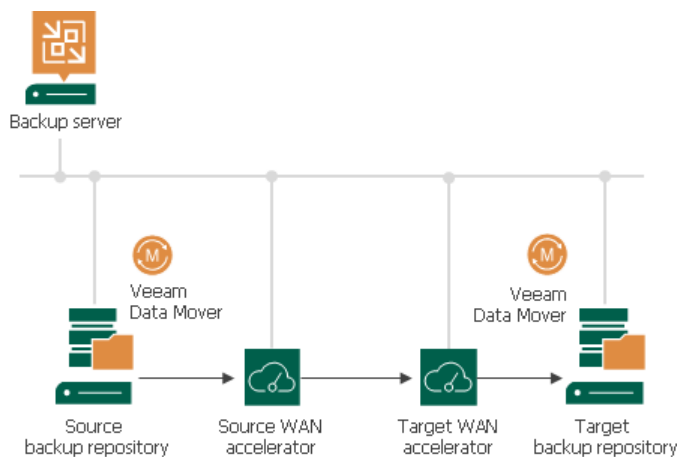 Backup server
M
Veeam
Data Mover
M
Veeam
Data Mover
Source
backup repository
Source WAN
accelerator
Target WAN
accelerator
Target
backup repository